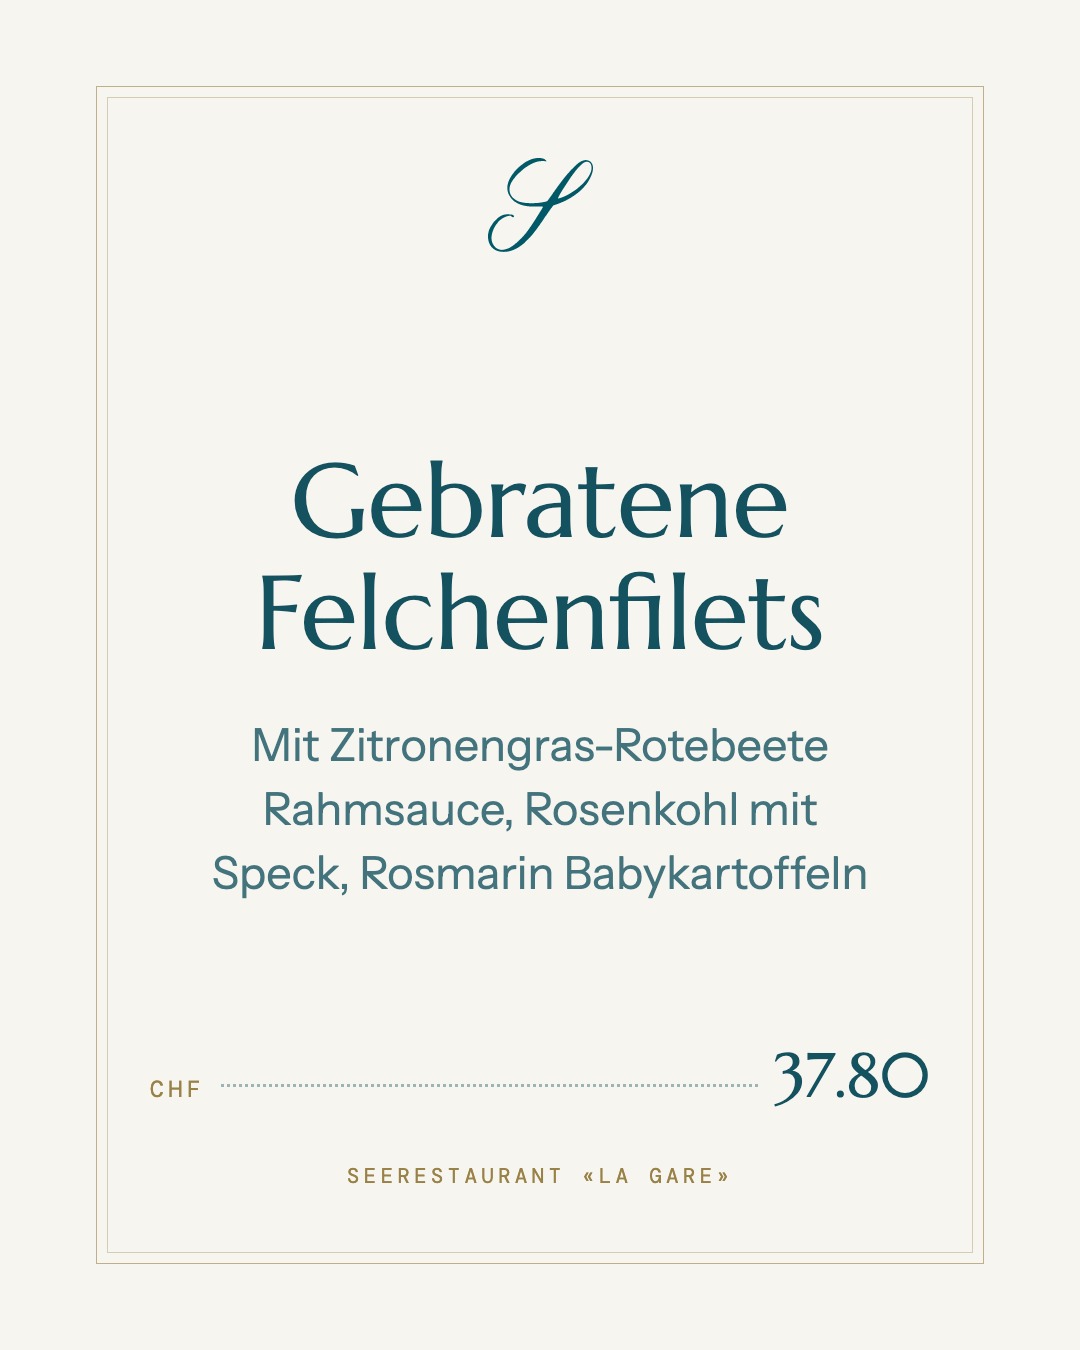 S
Gebratene
Felchenfilets
Mit Zitronengras-Rotebeete
Rahmsauce, Rosenkohl mit
Speck, Rosmarin Babykartoffeln
CHF 37.80
SEERESTAURANT «LA GARE»